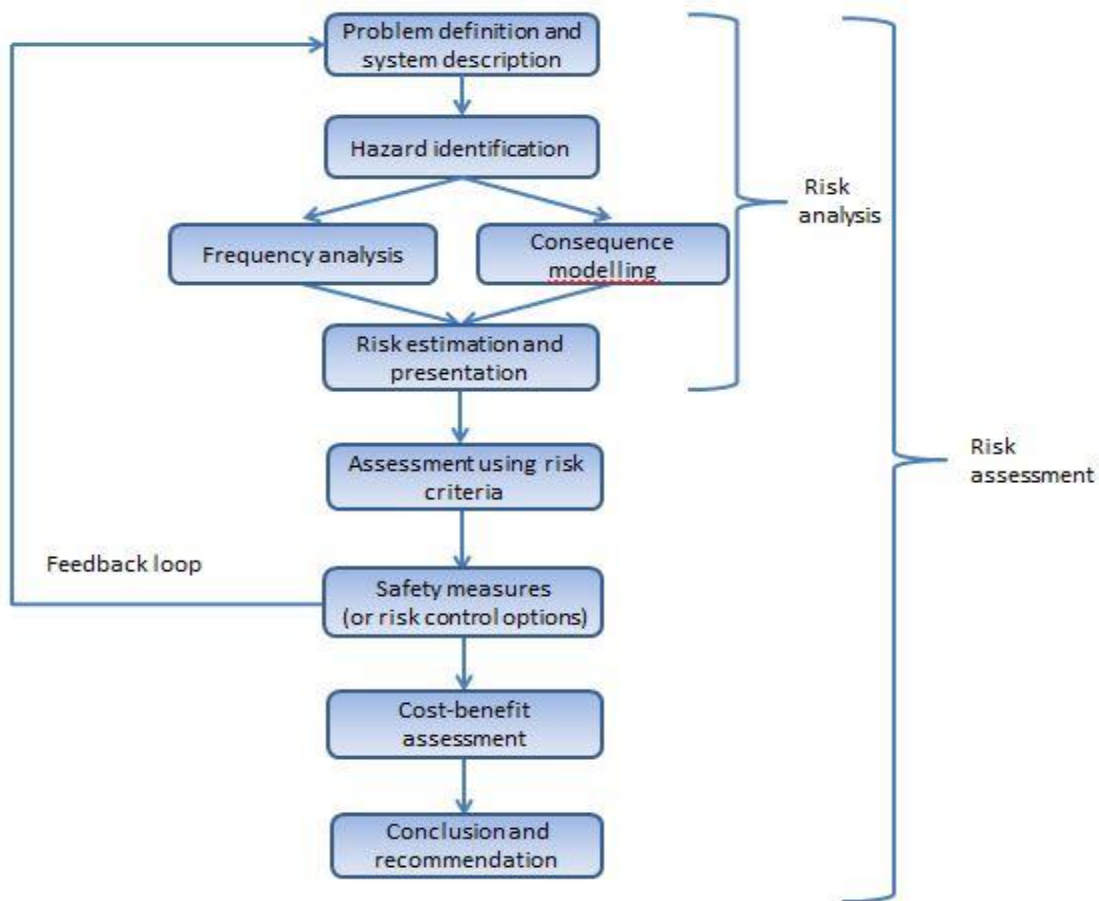 Problem definition and
system description
Hazard identification
Frequency analysis
Consequence
modelling
Risk estimation and
presentation
Risk
analysis
Assessment using risk
criteria
Risk
assessment
Feedback loop
Safety measures
(or risk control options)
Cost-benefit
assessment
Conclusion and
recommendation